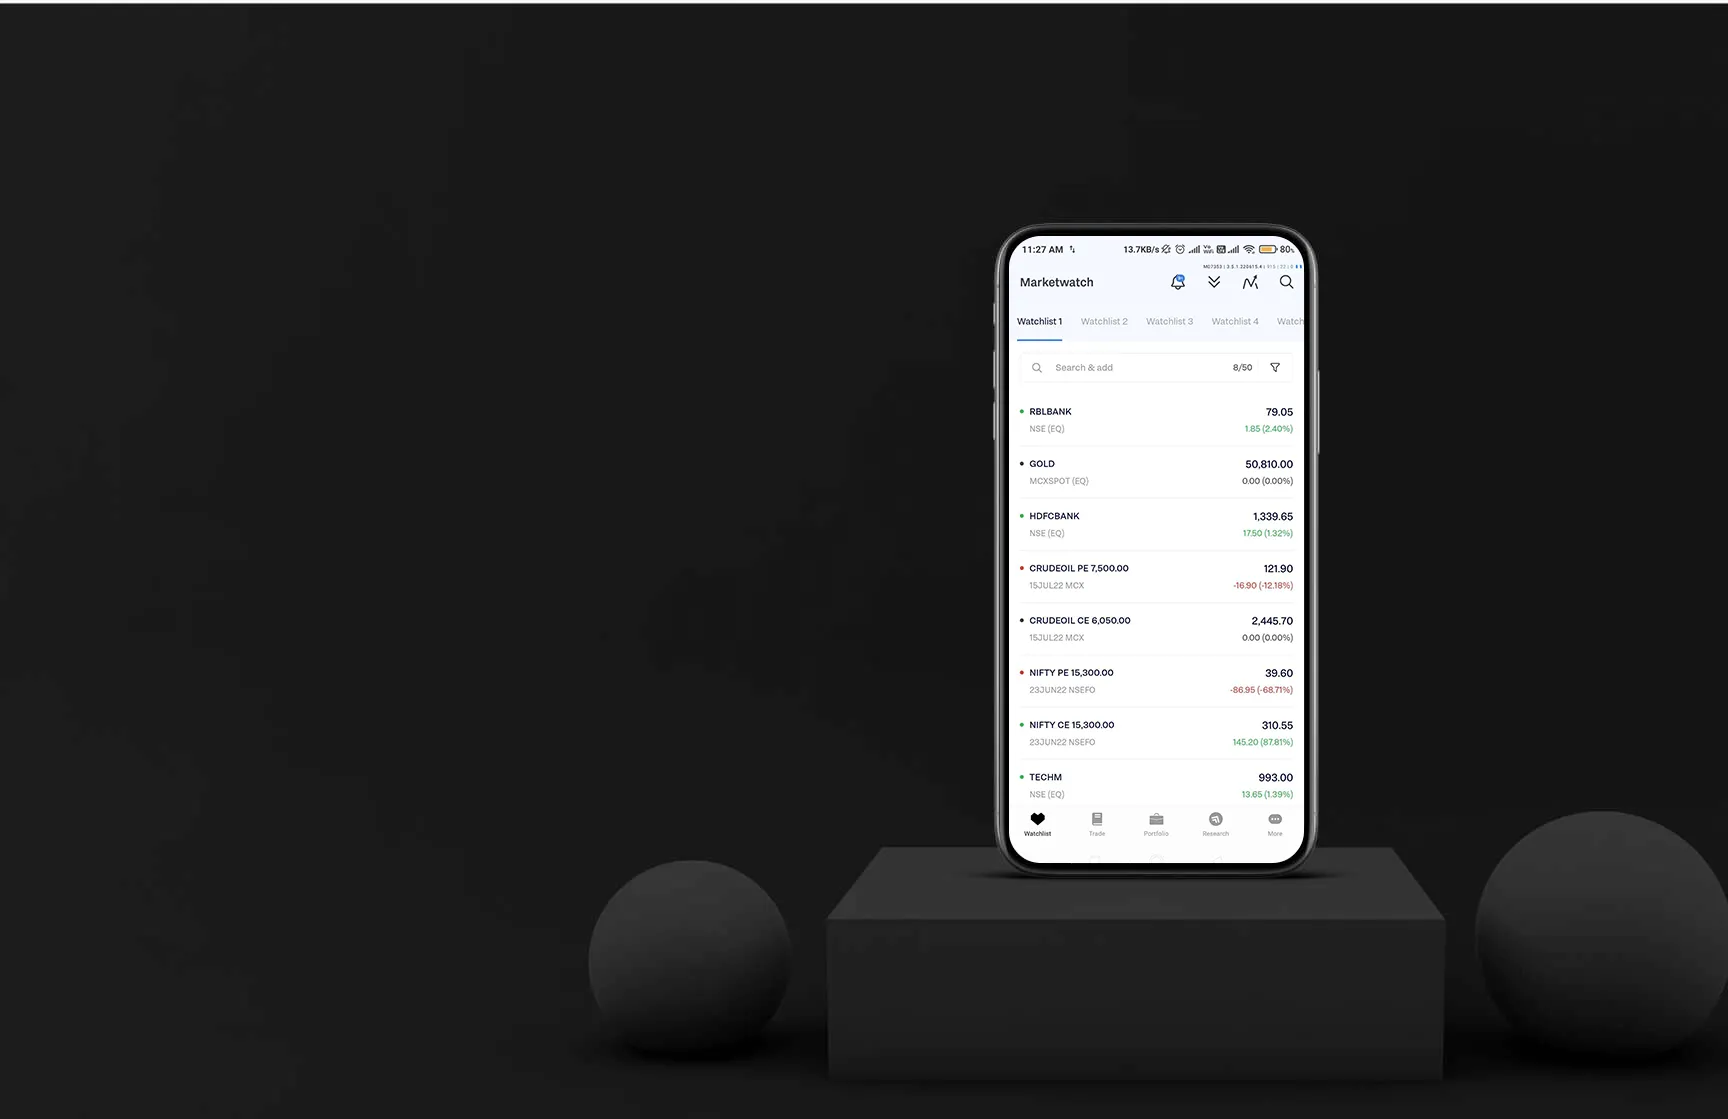 11:27 AM 13.7KB/s 80
Marketwatch
Watchlist 1 Watchlist 2 Watchlist 3 Watchlist 4 Watch
Search & add 8/50
RBLBANK 79.05
NSE (EQ) 1.85 (2.40%)
GOLD 50,810.00
MCXSPOT (EQ) 0.00 (0.00%)
HDFCBANK 1,339.65
NSE (EQ) 17.50 (1.32%)
CRUDEOIL PE 7,500.00 121.90
15JUL22 MCX -16.90 (-12.18%)
CRUDEOIL CE 6,050.00 2,445.70
15JUL22 MCX 0.00 (0.00%)
NIFTY PE 15,300.00 39.60
23JUN22 NSEFO -86.95 (-68.71%)
NIFTY CE 15,300.00 310.55
23JUN22 NSEFO 145.20 (87.81%)
TECHM 993.00
NSE (EQ) 13.65 (1.39%)
Watchlist Trade Portfolio Research More